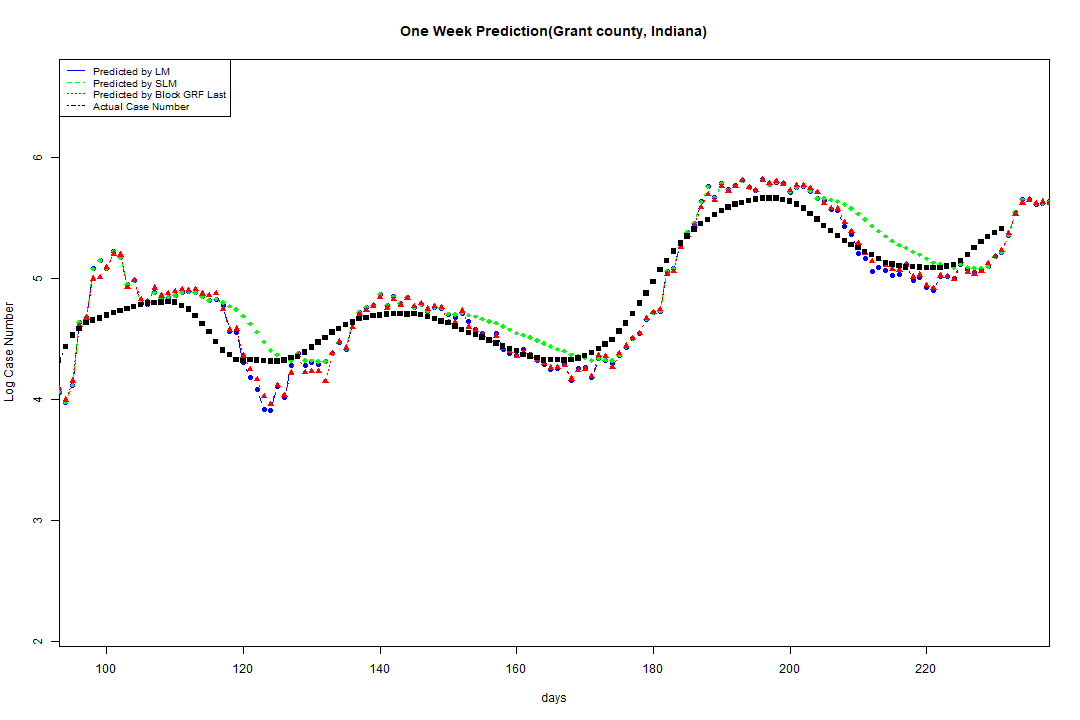 One Week Prediction(Grant county, Indiana)
Predicted by LM
Predicted by SLM
Predicted by Block GRF Last
Actual Case Number
Log Case Number
6
5
4
3
2
100 120 140 160 180 200 220
days